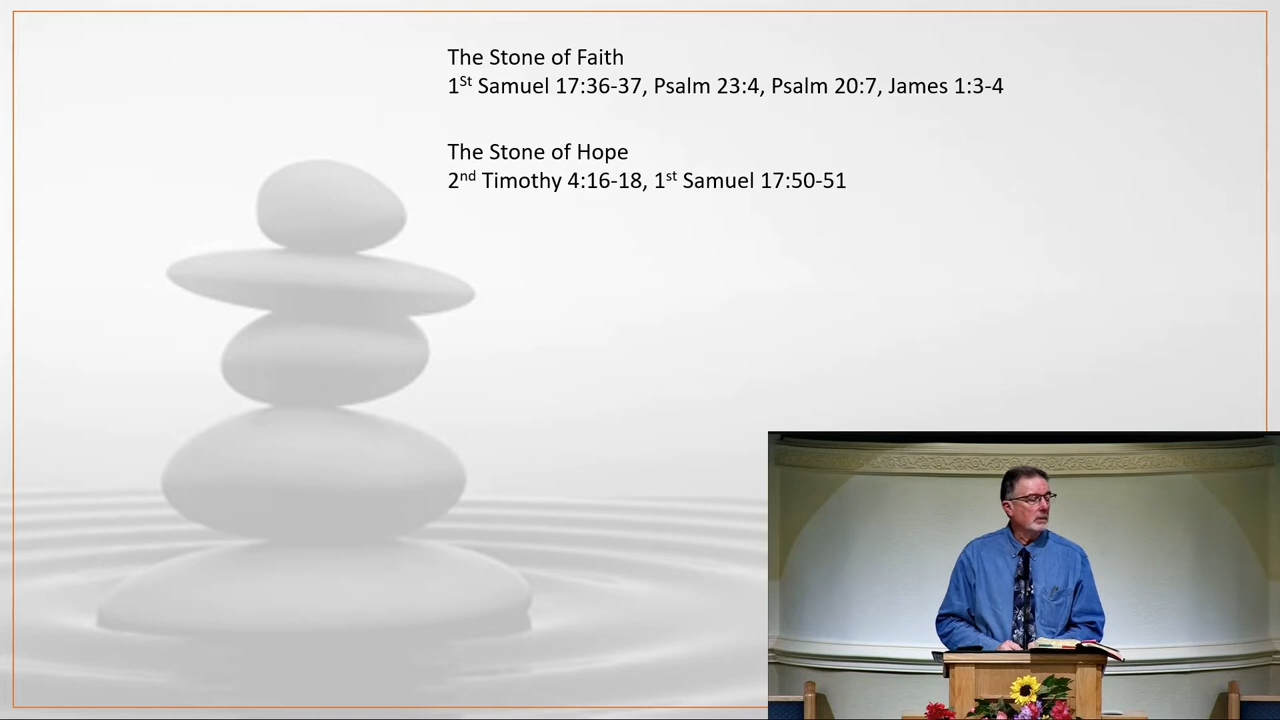 The Stone of Faith
1St Samuel 17:36-37, Psalm 23:4, Psalm 20:7, James 1:3-4
The Stone of Hope
2nd Timothy 4:16-18, 1st Samuel 17:50-51